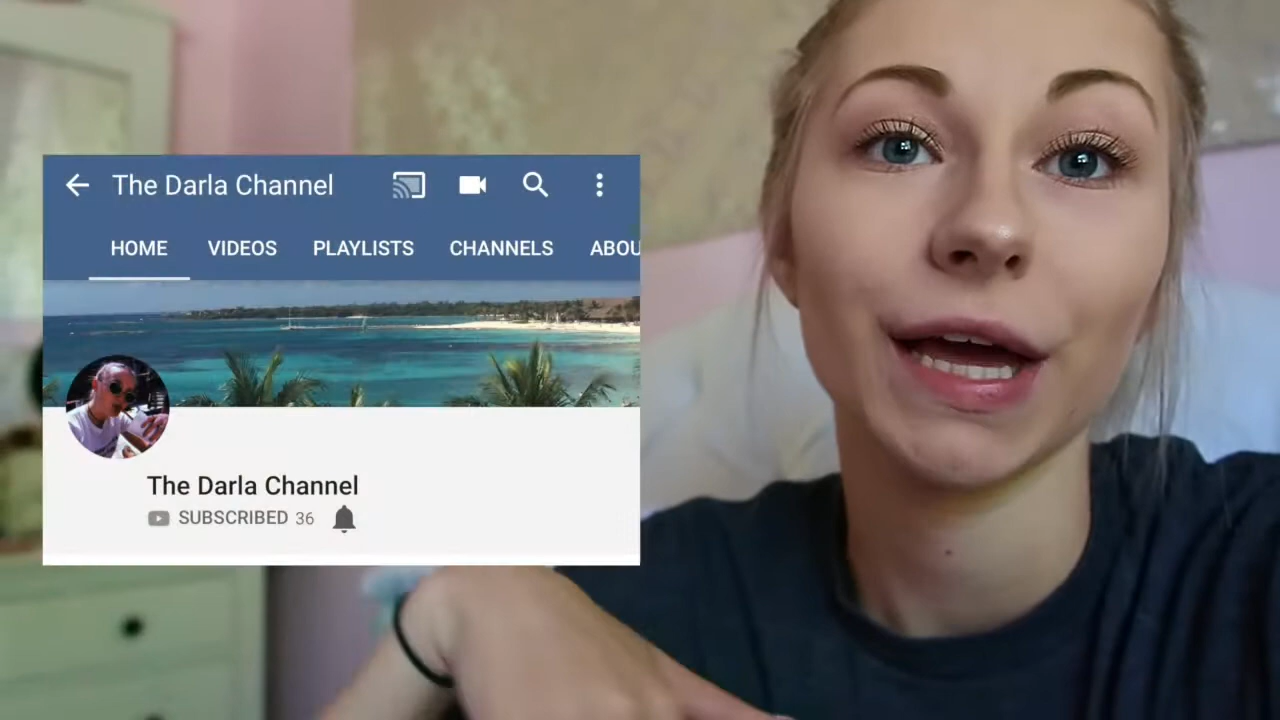 The Darla Channel
HOME VIDEOS PLAYLISTS CHANNELS ABOU
The Darla Channel
SUBSCRIBED 36